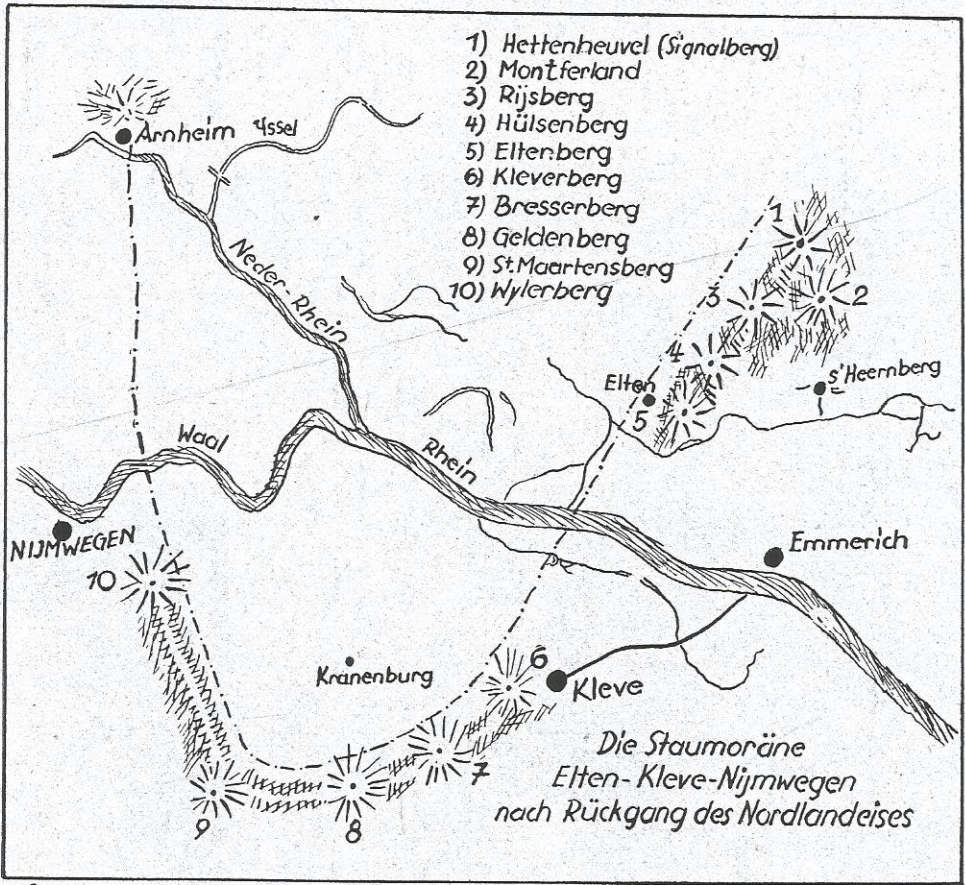 1) Hettenheuvel (Signalberg)
2) Montferland
3) Rijsberg
4) Hülsenberg
5) Eltenberg
6) Kleverberg
7) Bresserberg
8) Geldenberg
9) St. Maartensberg
10) Wylerberg
Arnheim
Yssel
Neder-Rhein
1
2
3
4
Elten
5
s'Heernberg
Waal
Rhein
NIJMWEGEN
Emmerich
10
Kranenburg
6
Kleve
7
8
9
Die Staumoräne
Elten-Kleve-Nijmwegen
nach Rückgang des Nordlandeises